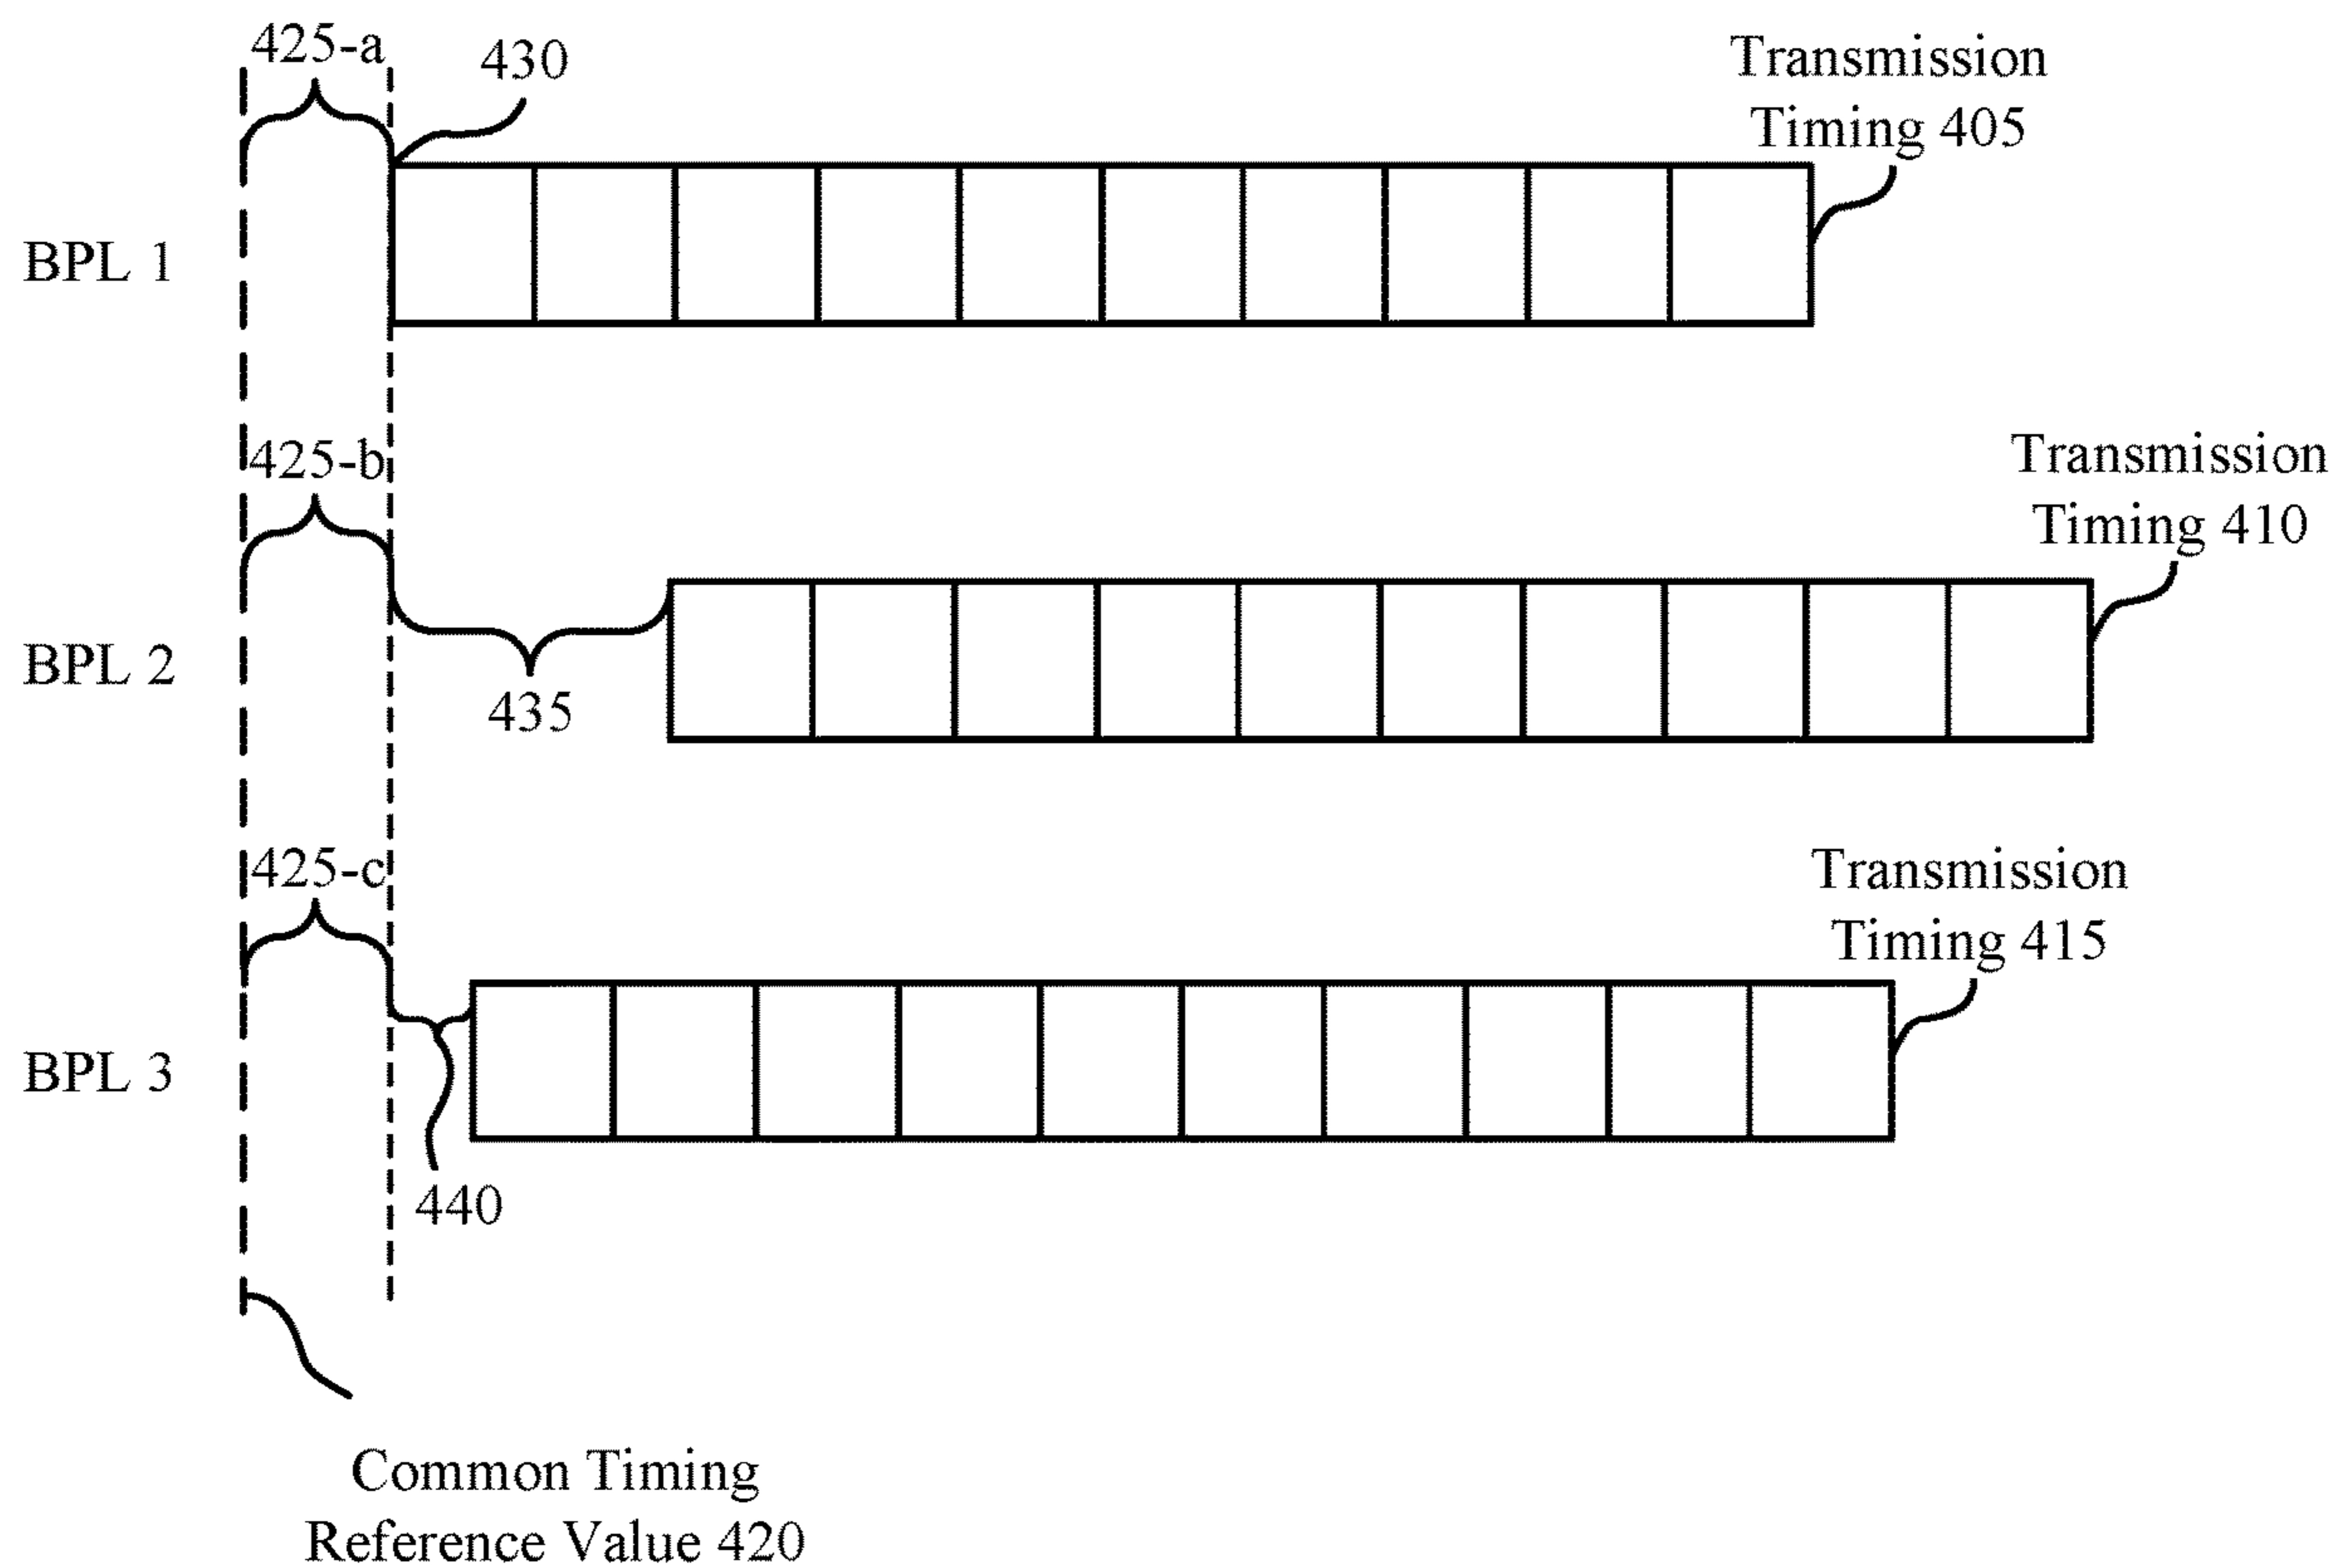 425-a
430
Transmission
Timing 405
BPL 1
425-b
Transmission
Timing 410
BPL 2
435
425-c
Transmission
Timing 415
BPL 3
440
Common Timing
Reference Value 420